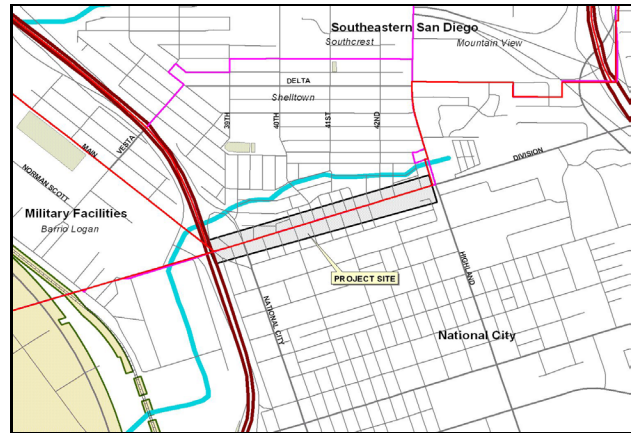 Southeastern San Diego
Southcrest
Mountain View
DELTA
Shelltown
39TH
40TH
41ST
42ND
VESTA
MAIN
DIVISION
NORMAN SCOTT
Military Facilities
Barrio Logan
PROJECT SITE
HIGHLAND
NATIONAL CITY
National City